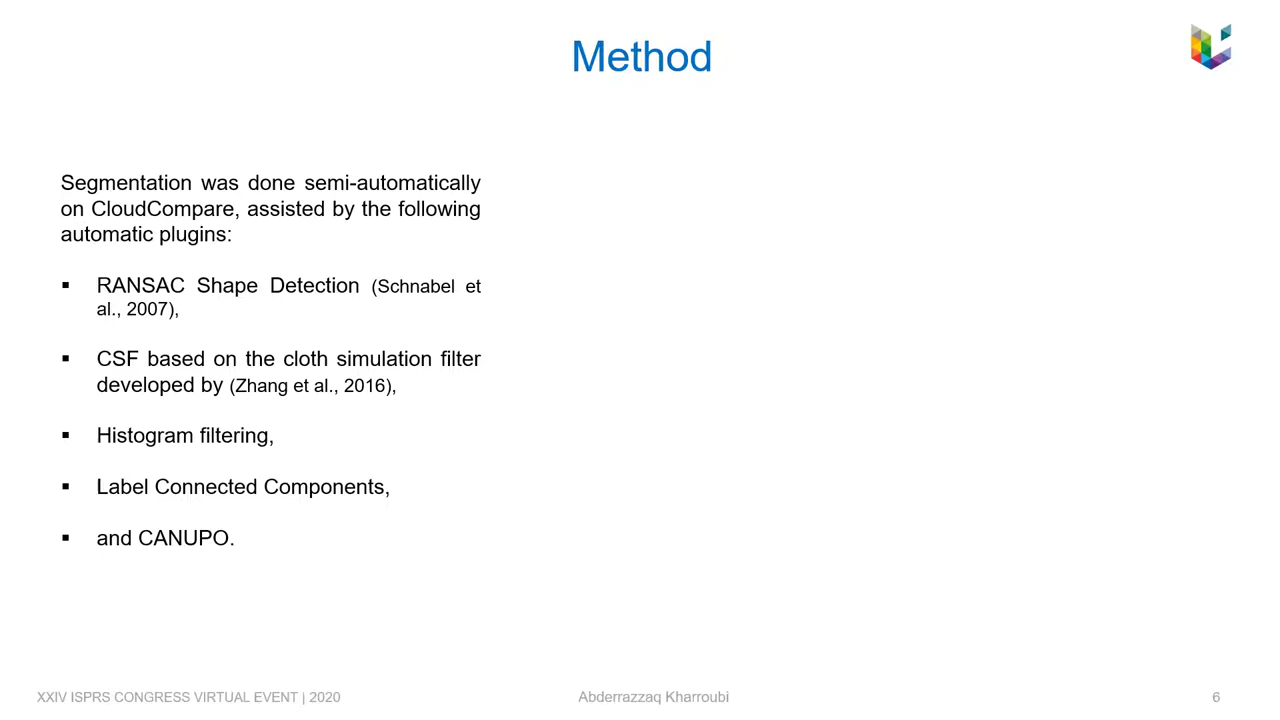 Method
Segmentation was done semi-automatically
on CloudCompare, assisted by the following
automatic plugins:
▪ RANSAC Shape Detection (Schnabel et
al., 2007),
▪ CSF based on the cloth simulation filter
developed by (Zhang et al., 2016),
▪ Histogram filtering,
▪ Label Connected Components,
▪ and CANUPO.
XXIV ISPRS CONGRESS VIRTUAL EVENT | 2020
Abderrazzaq Kharroubi
6